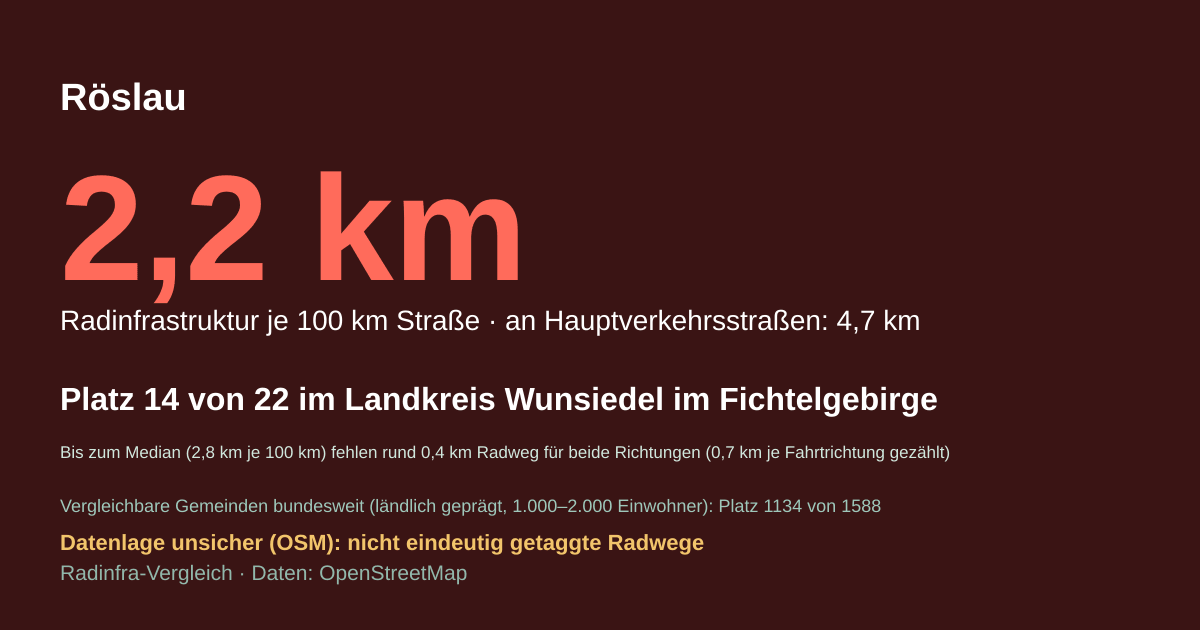 Röslau
2,2 km
Radinfrastruktur je 100 km Straße · an Hauptverkehrsstraßen: 4,7 km
Platz 14 von 22 im Landkreis Wunsiedel im Fichtelgebirge
Bis zum Median (2,8 km je 100 km) fehlen rund 0,4 km Radweg für beide Richtungen (0,7 km je Fahrtrichtung gezählt)
Vergleichbare Gemeinden bundesweit (ländlich geprägt, 1.000–2.000 Einwohner): Platz 1134 von 1588
Datenlage unsicher (OSM): nicht eindeutig getaggte Radwege
Radinfra-Vergleich · Daten: OpenStreetMap